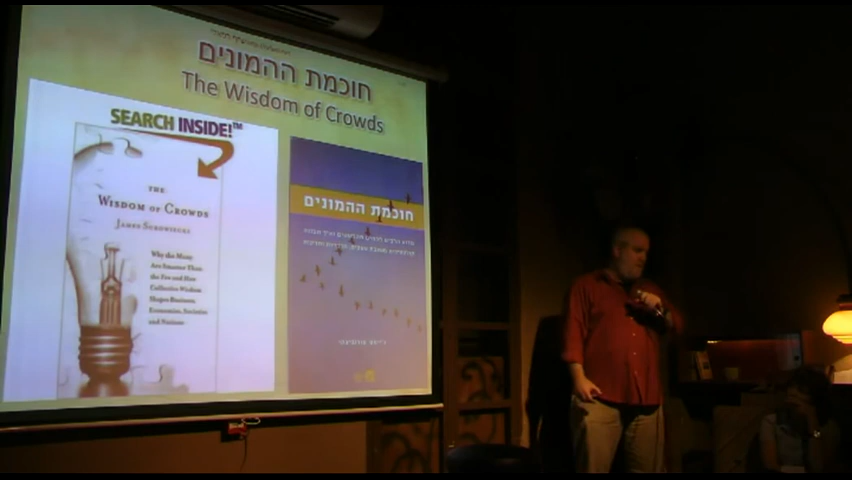 חוכמת ההמונים
The Wisdom of Crowds
SEARCH INSIDE!™
THE
WISDOM OF CROWDS
JAMES SUROWIECKI
Why the Many
Are Smarter Than
the Few and How
Collective Wisdom
Shapes Business,
Economies, Societies
and Nations
חוכמת ההמונים